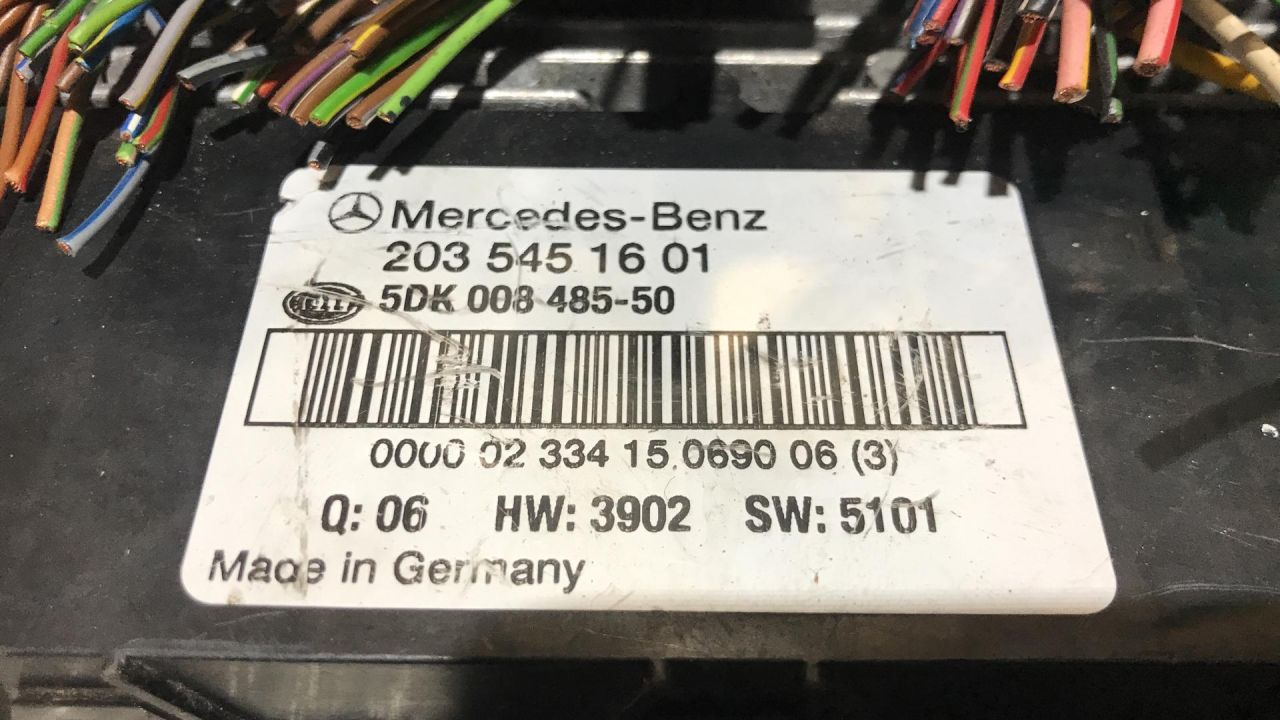 Mercedes-Benz
203 545 16 01
HELLA 5DK 008 485-50
0000 02 334 15.0690 06 (3)
Q: 06 HW: 3902 SW: 5101
Made in Germany